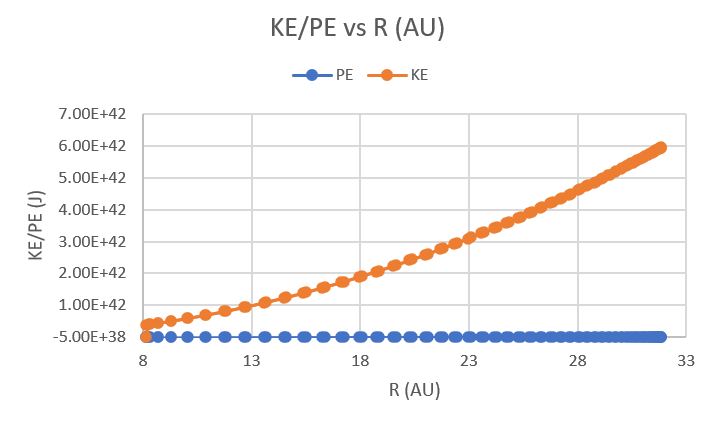 KE/PE vs R (AU)
PE KE
KE/PE (J)
7.00E+42
6.00E+42
5.00E+42
4.00E+42
3.00E+42
2.00E+42
1.00E+42
-5.00E+38
8 13 18 23 28 33
R (AU)